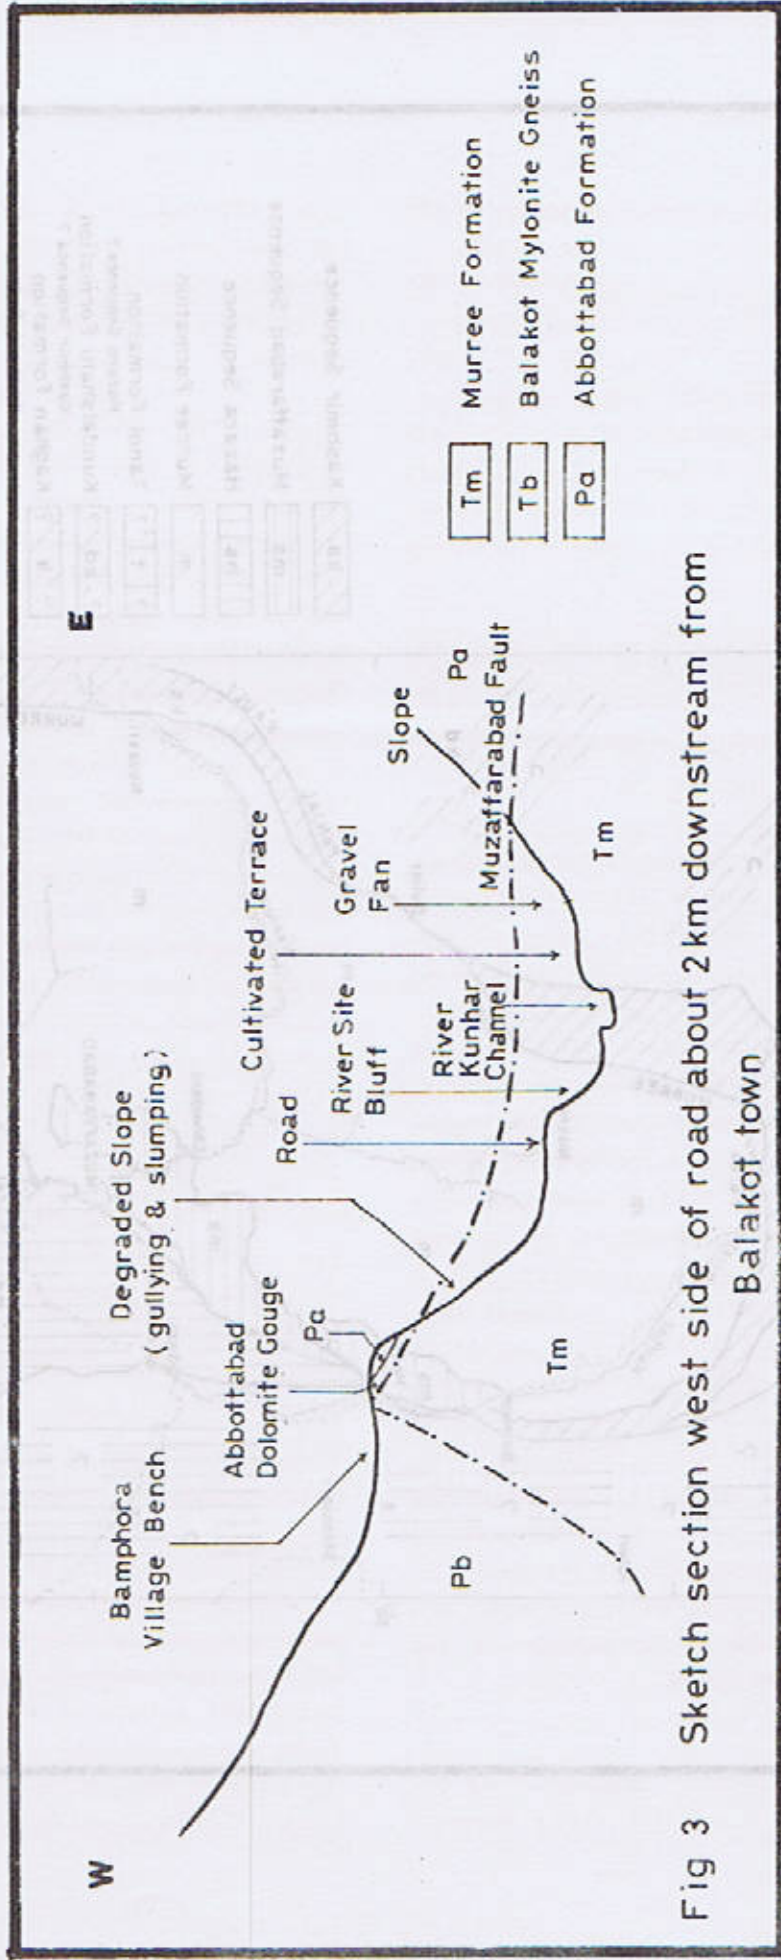 W
E
Bamphora
Village Bench
Degraded Slope
(gullying & slumping)
Abbottabad
Dolomite Gouge
Pa
Road
Cultivated Terrace
River Site
Bluff
Gravel
Fan
River
Kunhar
Channel
Slope
Pa
Muzaffarabad Fault
Pb
Tm
Tm
Tm Murree Formation
Tb Balakot Mylonite Gneiss
Pa Abbottabad Formation
Fig 3 Sketch section west side of road about 2km downstream from
Balakot town